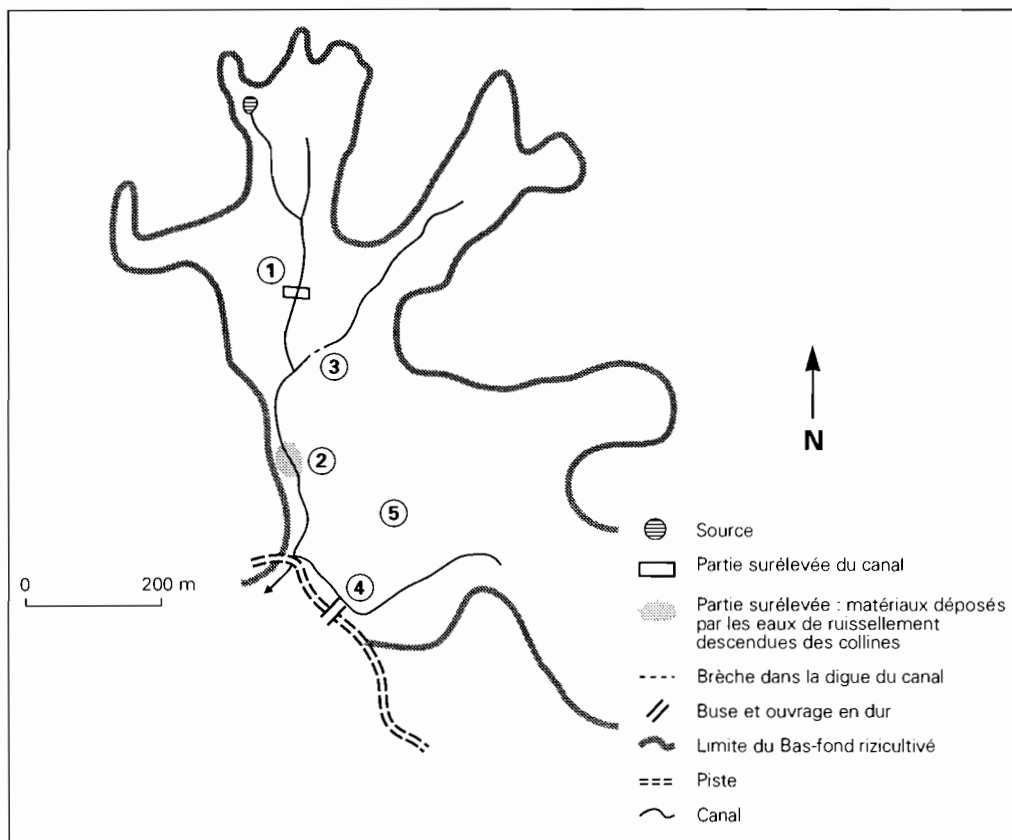 1
3
2
5
4
N
0 200 m
Source
Partie surélevée du canal
Partie surélevée : matériaux déposés
par les eaux de ruissellement
descendues des collines
Brèche dans la digue du canal
Buse et ouvrage en dur
Limite du Bas-fond rizicultivé
Piste
Canal